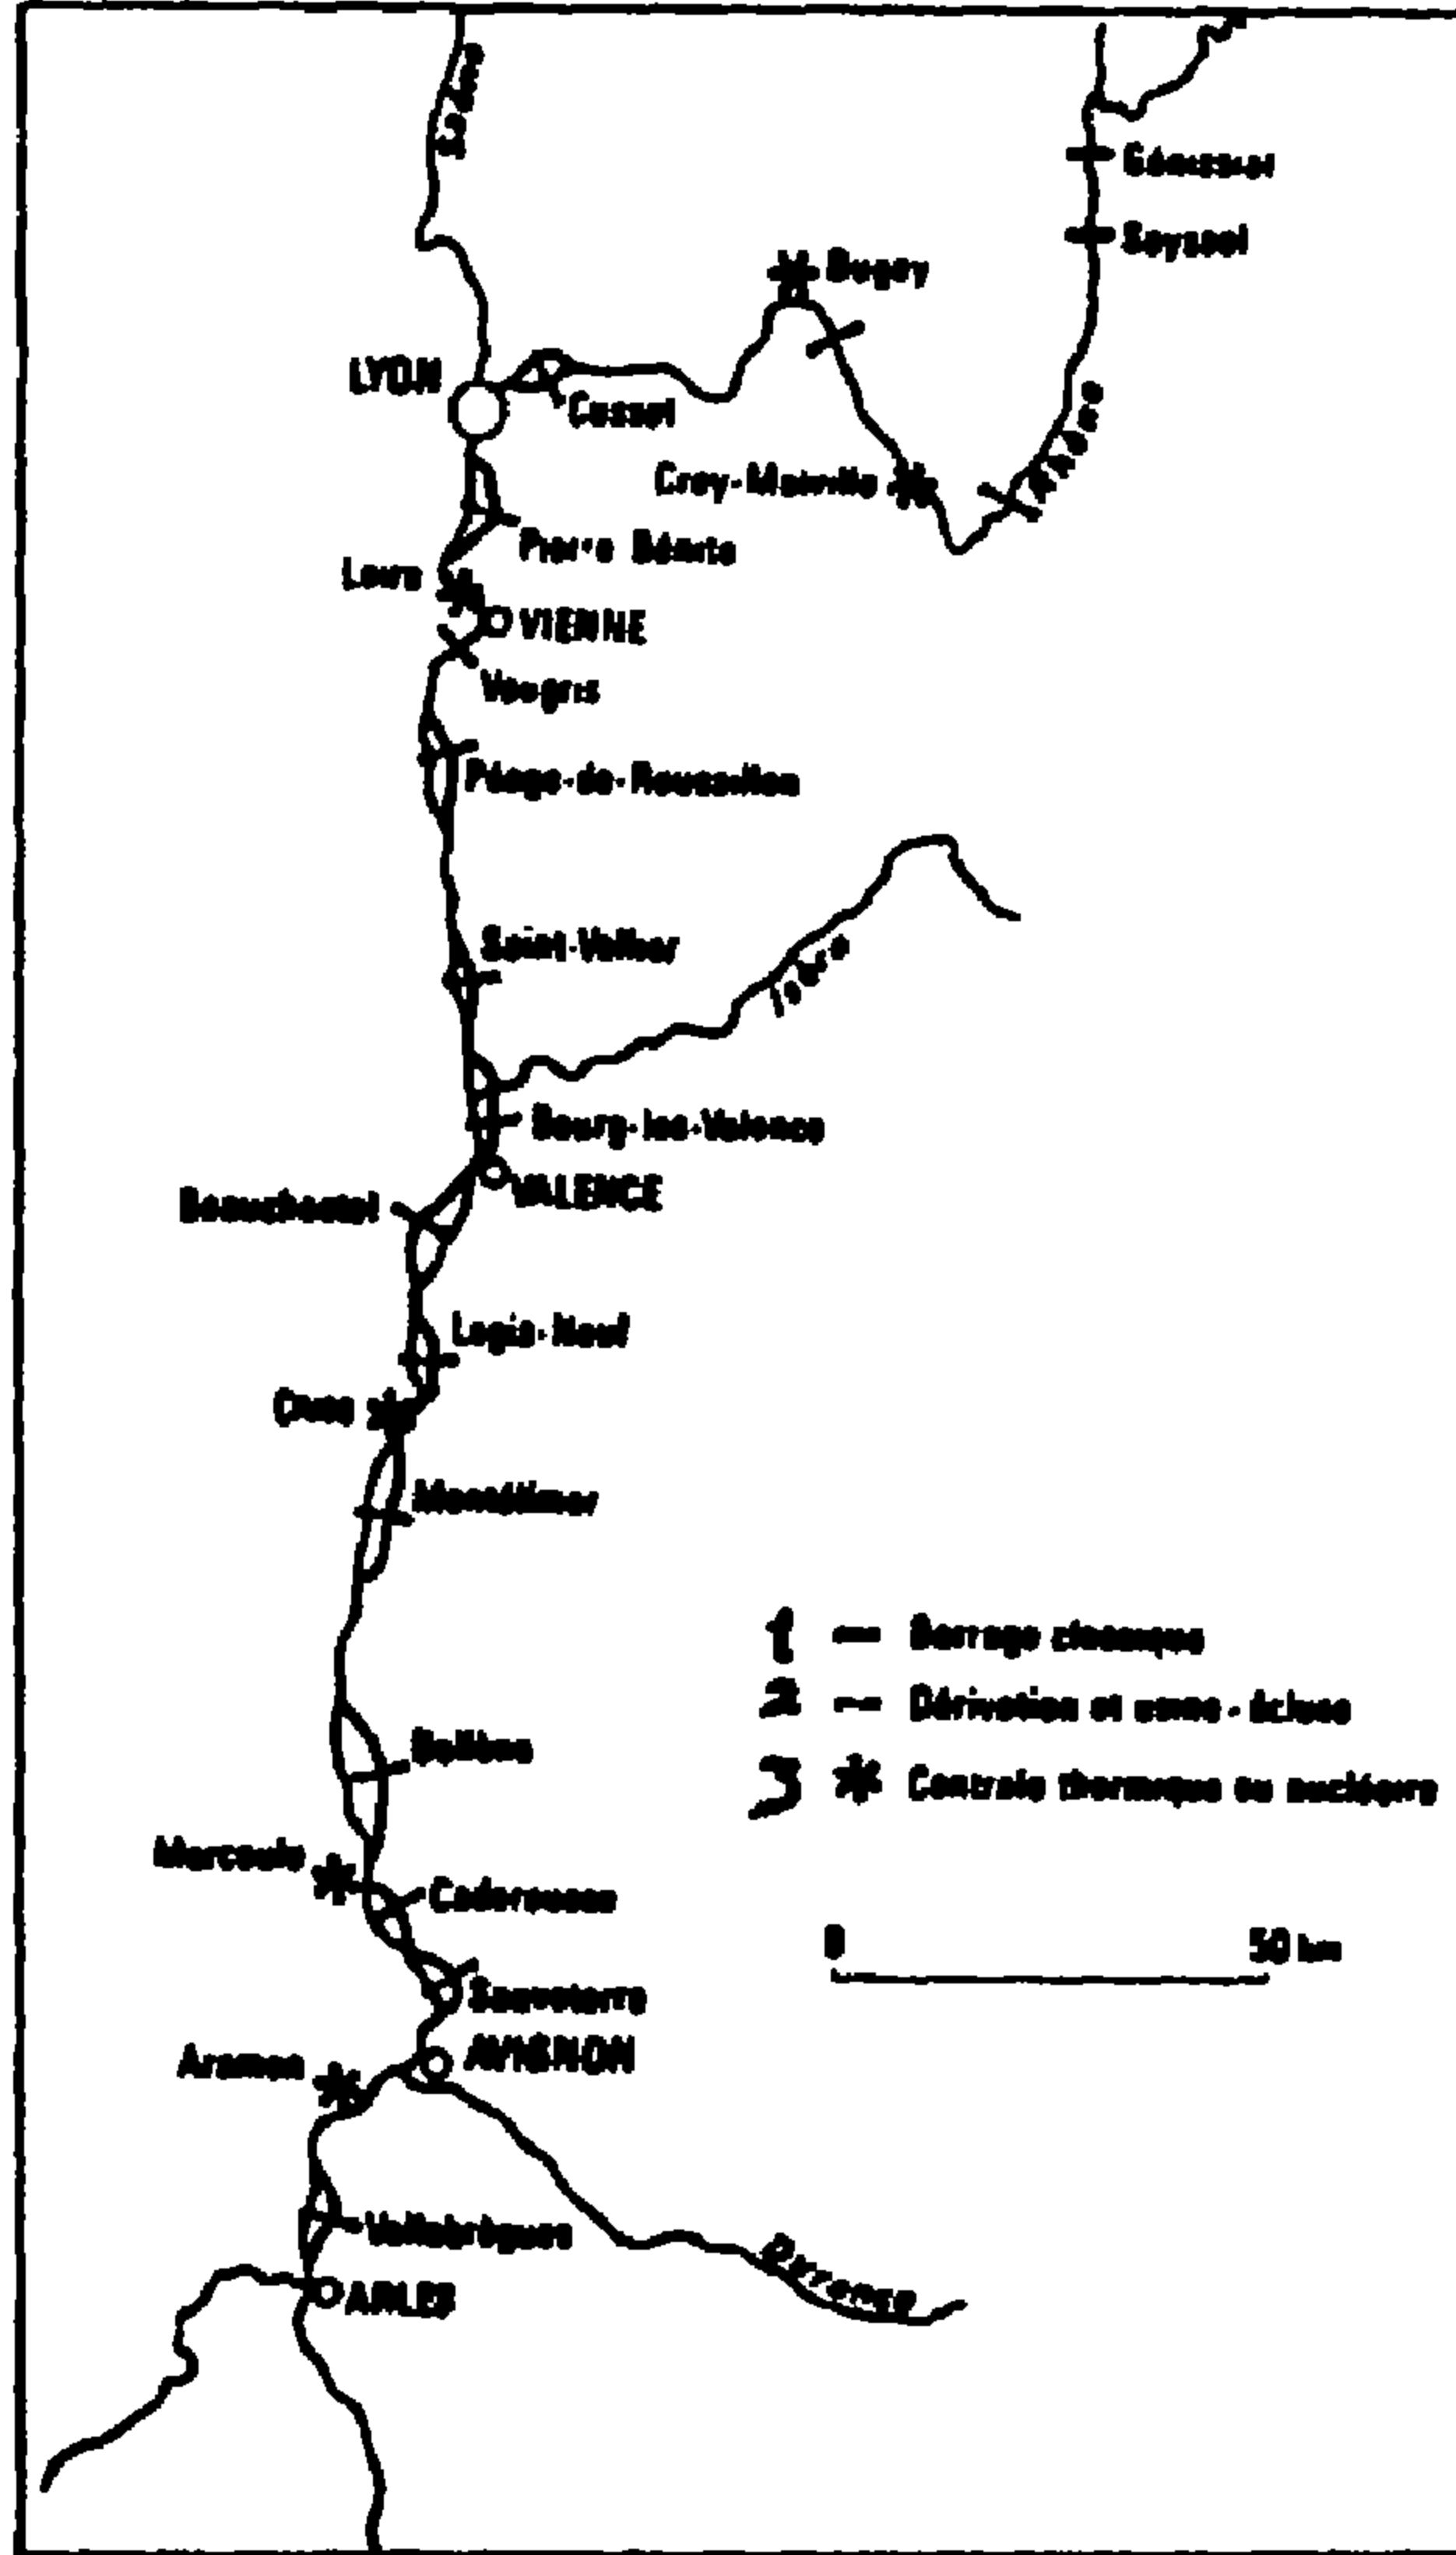 La Saône
Génissiat
Seyssel
Bugey
LYON
Cusset
Rhône
Creys-Malville
Pierre Bénite
Loire
VIENNE
Vaugris
Péage-de-Roussillon
Saint-Vallier
Isère
Bourg-les-Valence
VALENCE
Beauchastel
Logis-Neuf
Cruas
Montélimar
1 — Barrage classique
2 — Dérivation et usine-écluse
Bollène
3 * Centrale thermique ou nucléaire
Marcoule
Caderousse
0 50 km
Sauveterre
AVIGNON
Aramon
Vallabrègues
Durance
ARLES